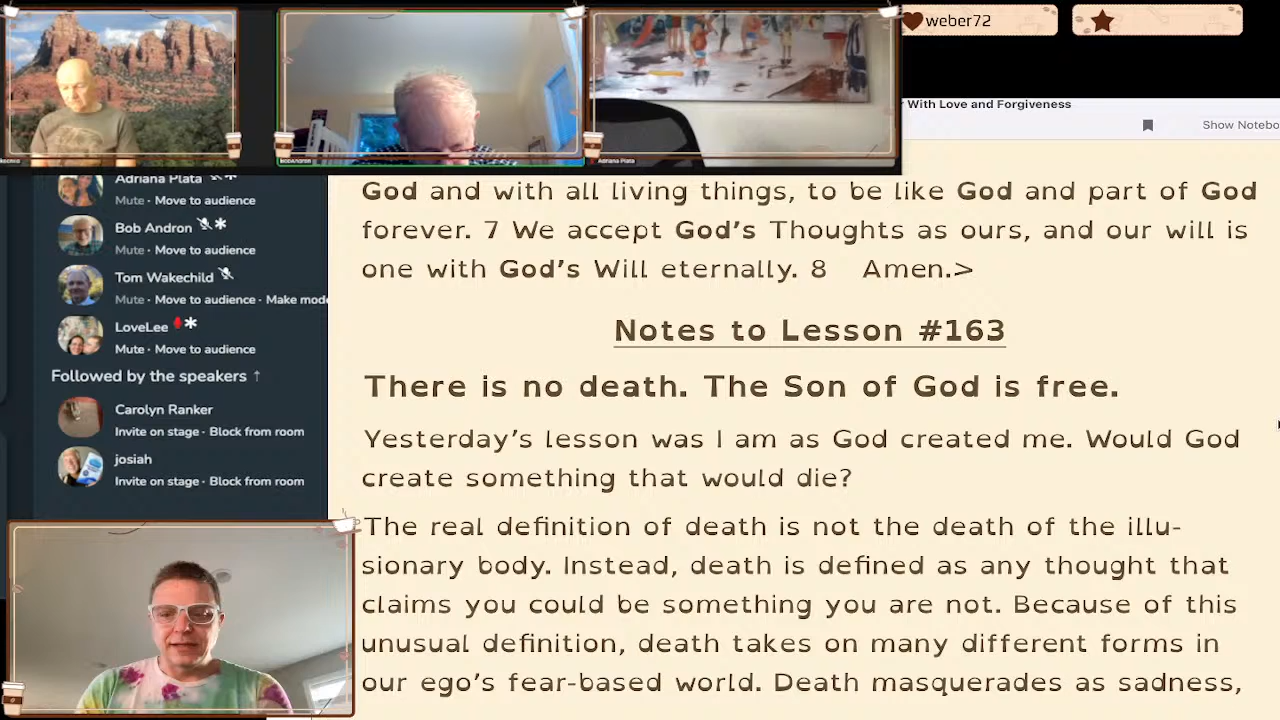 weber72
With Love and Forgiveness
Show Notebo
BobAndron
Adriana Plata
Adriana Plata
Mute · Move to audience
Bob Andron
Mute · Move to audience
Tom Wakechild
Mute · Move to audience · Make mode
LoveLee
Mute · Move to audience
Followed by the speakers ↑
Carolyn Ranker
Invite on stage · Block from room
josiah
Invite on stage · Block from room
God and with all living things, to be like God and part of God
forever. 7 We accept God's Thoughts as ours, and our will is
one with God's Will eternally. 8 Amen.>
Notes to Lesson #163
There is no death. The Son of God is free.
Yesterday's lesson was I am as God created me. Would God
create something that would die?
The real definition of death is not the death of the illu-
sionary body. Instead, death is defined as any thought that
claims you could be something you are not. Because of this
unusual definition, death takes on many different forms in
our ego's fear-based world. Death masquerades as sadness,